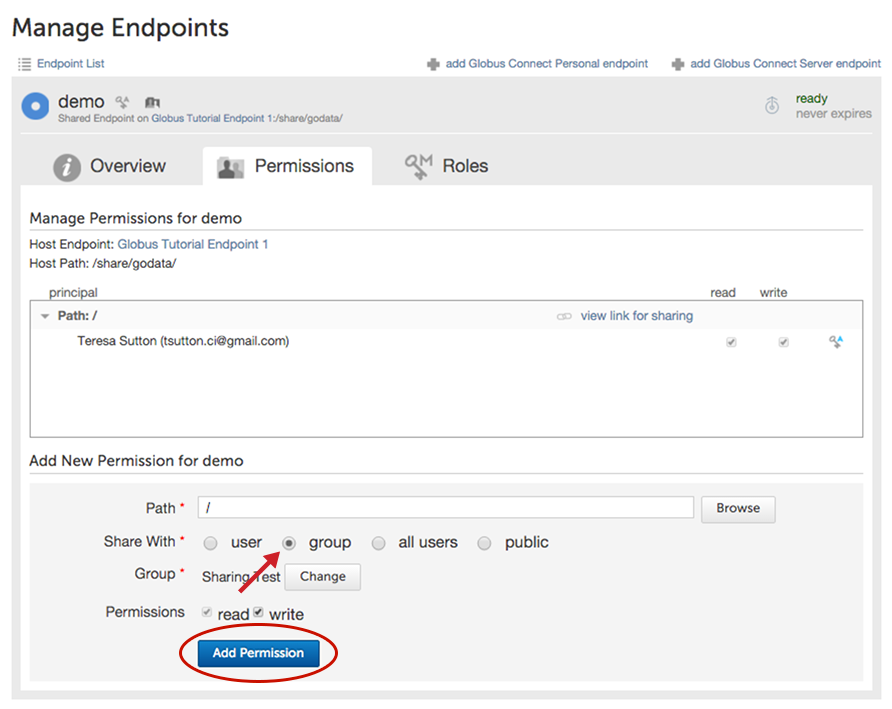 Manage Endpoints
Endpoint List add Globus Connect Personal endpoint add Globus Connect Server endpoint
demo ready
Shared Endpoint on Globus Tutorial Endpoint 1:/share/godata/ never expires
Overview Permissions Roles
Manage Permissions for demo
Host Endpoint: Globus Tutorial Endpoint 1
Host Path: /share/godata/
principal read write
Path: / view link for sharing
Teresa Sutton (tsutton.ci@gmail.com)
Add New Permission for demo
Path * / Browse
Share With * user group all users public
Group * Sharing Test Change
Permissions read write
Add Permission